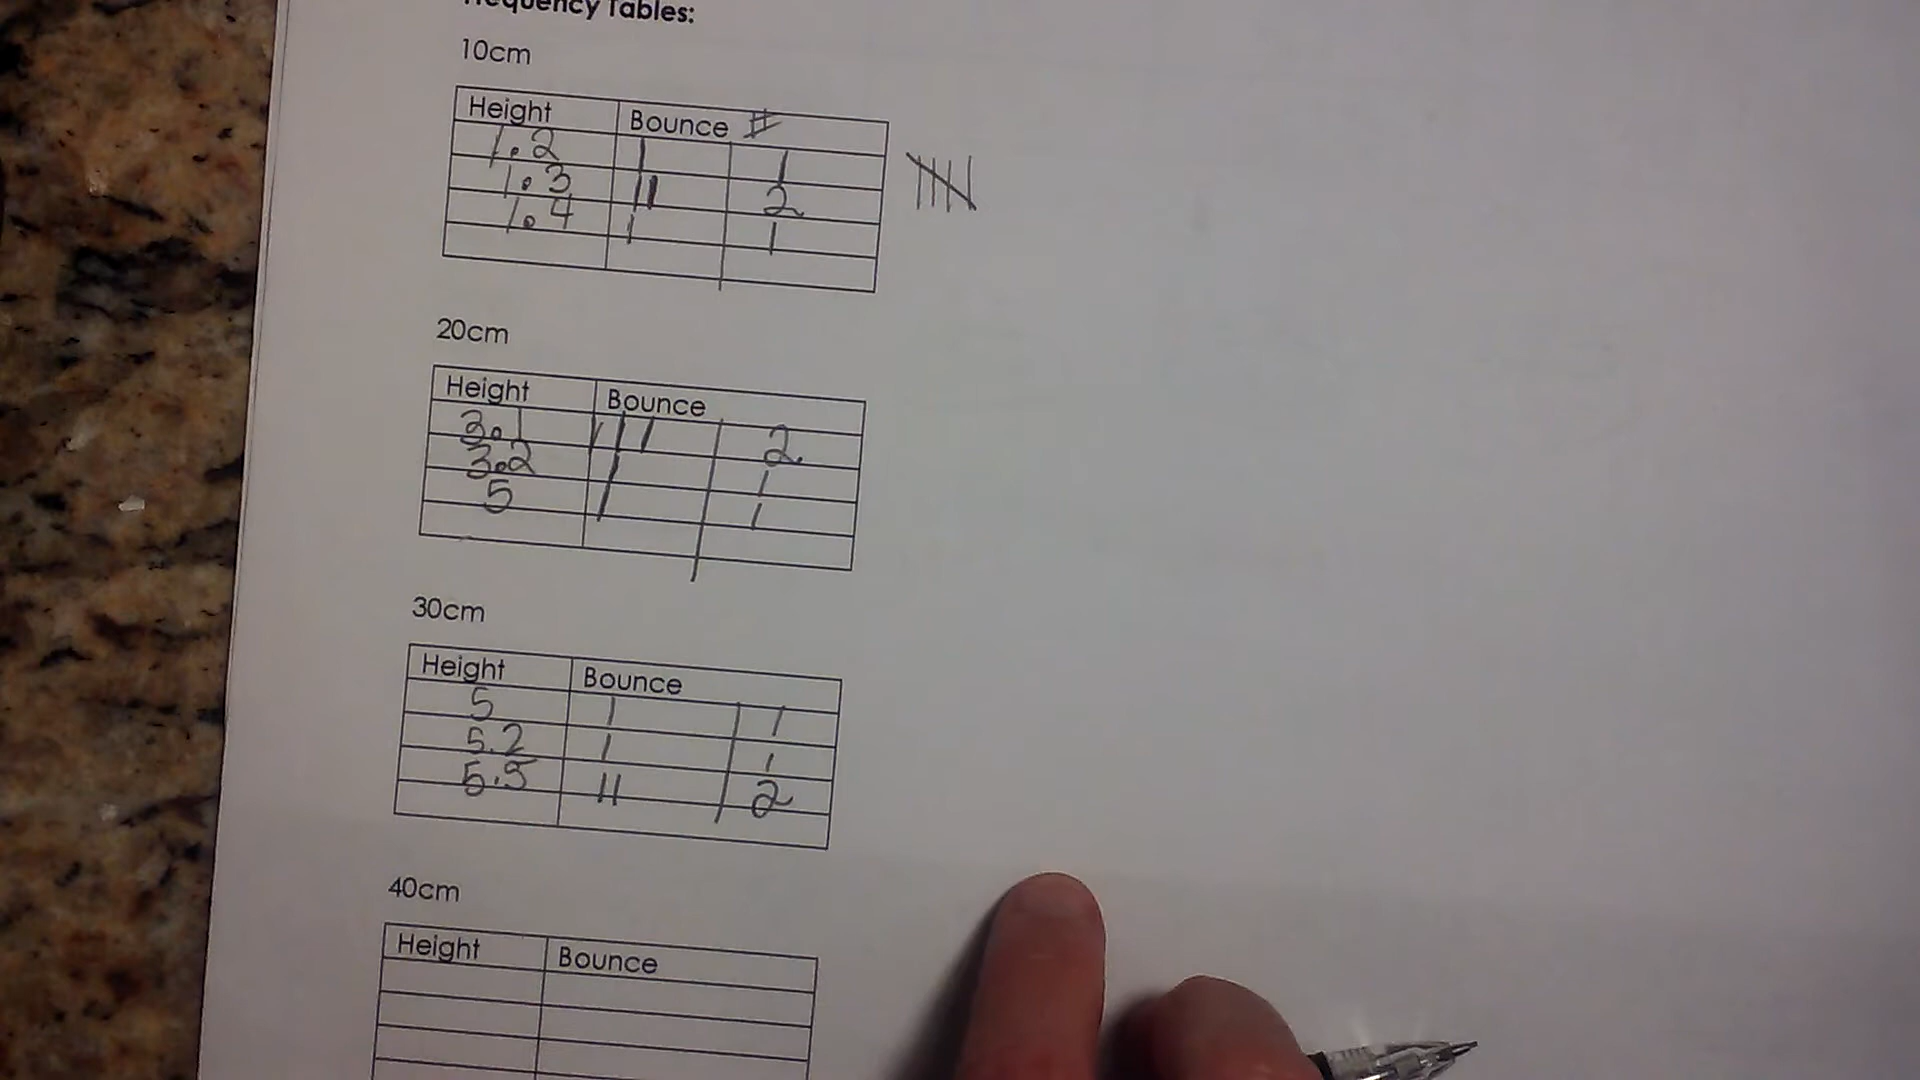 Frequency Tables:
10cm
Height Bounce #
1.2 | 1
1.3 || 2
1.4 | 1
20cm
Height Bounce
3.1 ||| 2
3.2 | 1
5 | 1
30cm
Height Bounce
5 | 1
5.2 | 1
5.5 || 2
40cm
Height Bounce